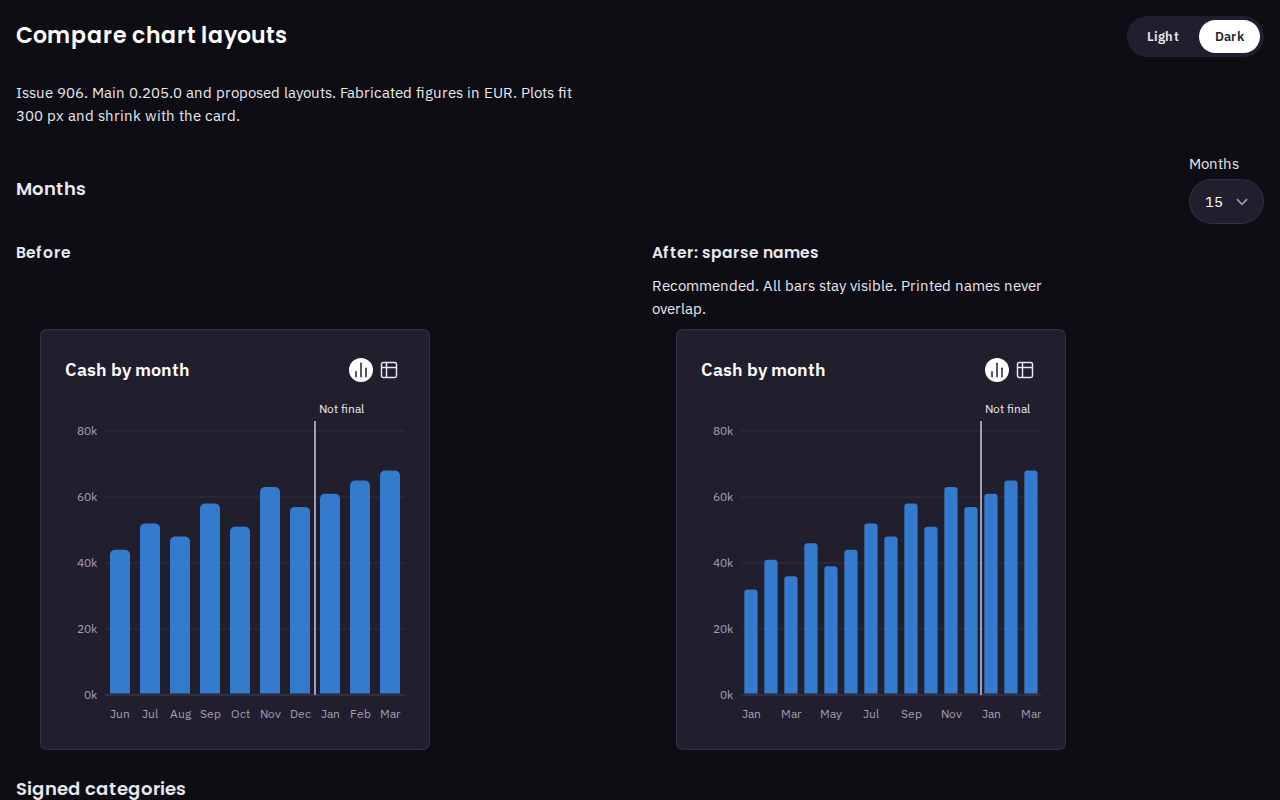 Compare chart layouts
Light
Dark
Issue 906. Main 0.205.0 and proposed layouts. Fabricated figures in EUR. Plots fit
300 px and shrink with the card.
Months
Months
15
Before
After: sparse names
Recommended. All bars stay visible. Printed names never
overlap.
Cash by month
Not final
80k
60k
40k
20k
0k
Jun Jul Aug Sep Oct Nov Dec Jan Feb Mar
Cash by month
Not final
80k
60k
40k
20k
0k
Jan Mar May Jul Sep Nov Jan Mar
Signed categories